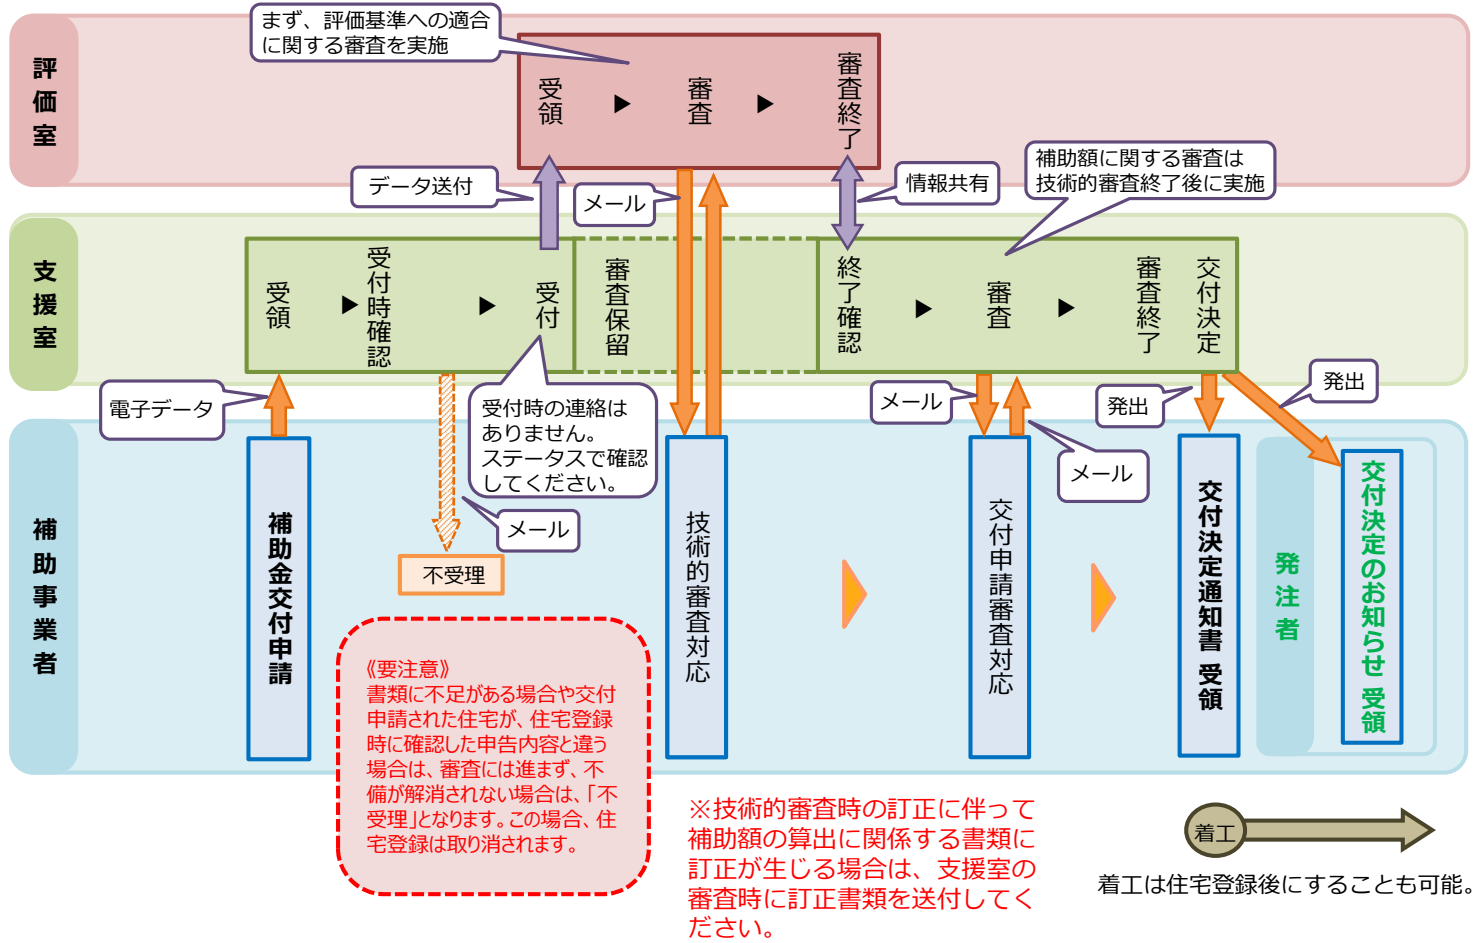 まず、評価基準への適合
に関する審査を実施
評価室
受領
▶
審査
▶
審査終了
データ送付
メール
情報共有
補助額に関する審査は
技術的審査終了後に実施
支援室
受領
▶
受付時確認
▶
受付
審査保留
終了確認
▶
審査
▶
審査終了
交付決定
電子データ
受付時の連絡は
ありません。
ステータスで確認
してください。
メール
発出
発出
メール
メール
補助事業者
補助金交付申請
不受理
技術的審査対応
交付申請審査対応
交付決定通知書 受領
発注者
交付決定のお知らせ 受領
《要注意》
書類に不足がある場合や交付
申請された住宅が、住宅登録
時に確認した申告内容と違う
場合は、審査には進まず、不
備が解消されない場合は、「不
受理」となります。この場合、住
宅登録は取り消されます。
※技術的審査時の訂正に伴って
補助額の算出に関係する書類に
訂正が生じる場合は、支援室の
審査時に訂正書類を送付してく
ださい。
着工
着工は住宅登録後にすることも可能。